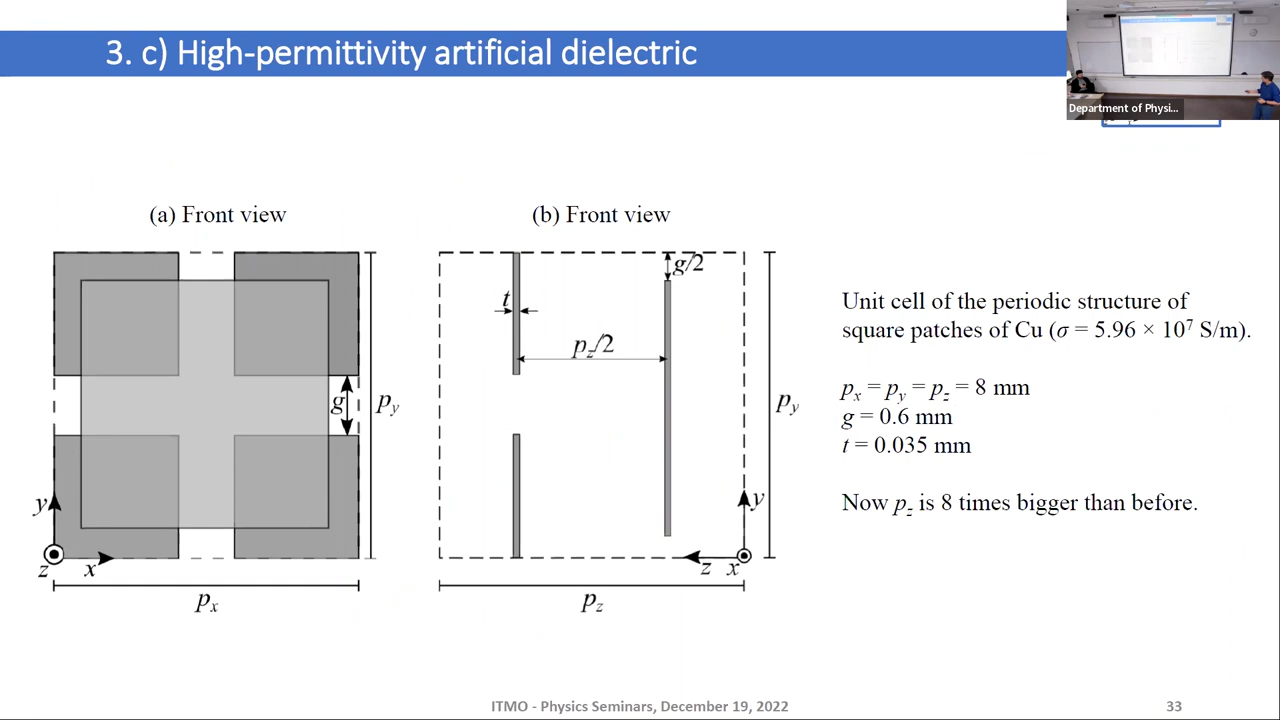 3. c) High-permittivity artificial dielectric
Department of Physi...
(a) Front view
(b) Front view
g/2
t
p_z/2
g
p_y
p_y
y
z
x
y
z
x
p_x
p_z
Unit cell of the periodic structure of
square patches of Cu (σ = 5.96 × 10⁷ S/m).
p_x = p_y = p_z = 8 mm
g = 0.6 mm
t = 0.035 mm
Now p_z is 8 times bigger than before.
ITMO - Physics Seminars, December 19, 2022
33